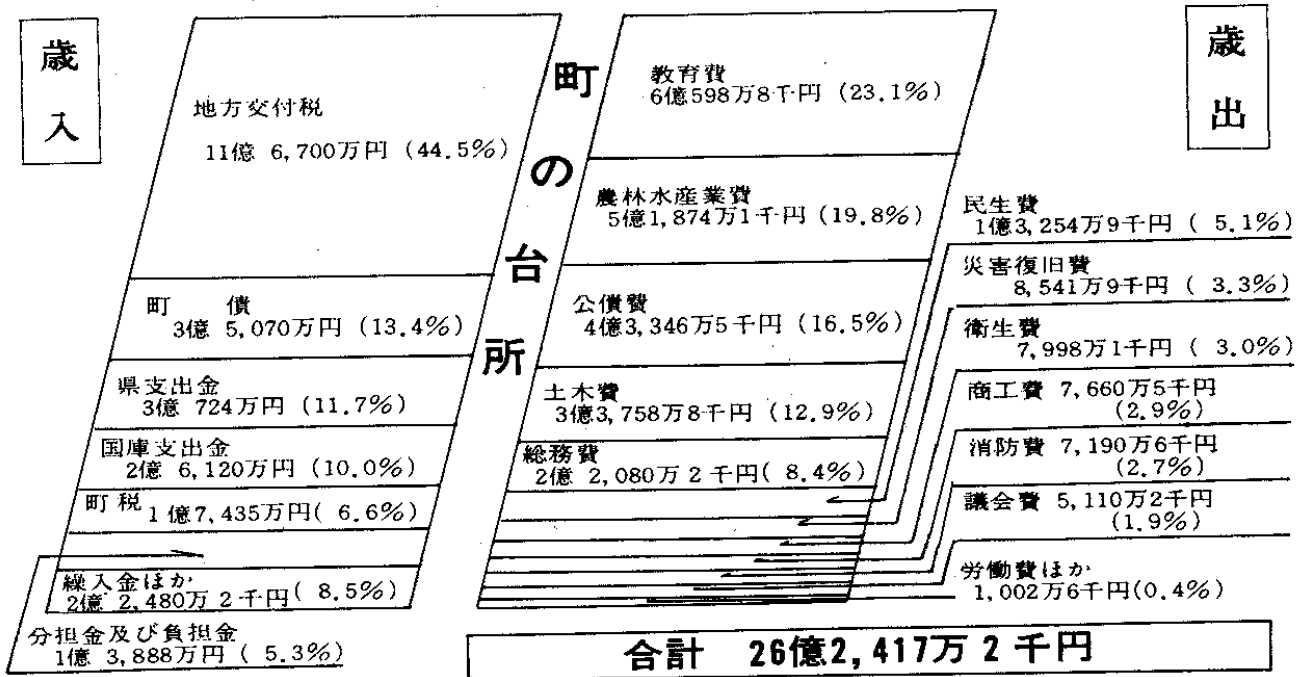 歳入
地方交付税
11億 6,700万円 (44.5%)
町 債
3億 5,070万円 (13.4%)
県支出金
3億 724万円 (11.7%)
国庫支出金
2億 6,120万円 (10.0%)
町税 1億7,435万円( 6.6%)
繰入金ほか
2億 2,480万2千円( 8.5%)
分担金及び負担金
1億 3,888万円 ( 5.3%)
町の台所
歳出
教育費
6億598万8千円 (23.1%)
農林水産業費
5億1,874万1千円 (19.8%)
公債費
4億3,346万5千円 (16.5%)
土木費
3億3,758万8千円 (12.9%)
総務費
2億 2,080万2千円( 8.4%)
民生費
1億3,254万9千円 ( 5.1%)
災害復旧費
8,541万9千円 ( 3.3%)
衛生費
7,998万1千円 ( 3.0%)
商工費 7,660万5千円
(2.9%)
消防費 7,190万6千円
(2.7%)
議会費 5,110万2千円
(1.9%)
労働費ほか
1,002万6千円(0.4%)
合計 26億2,417万2千円